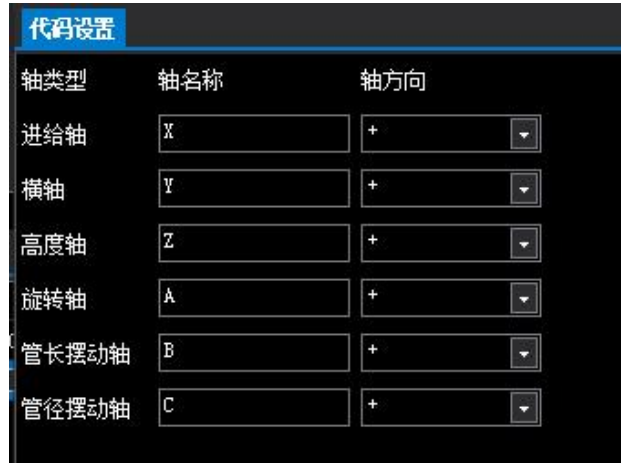 代码设置
轴类型 轴名称 轴方向
进给轴 X +
横轴 Y +
高度轴 Z +
旋转轴 A +
管长摆动轴 B +
管径摆动轴 C +